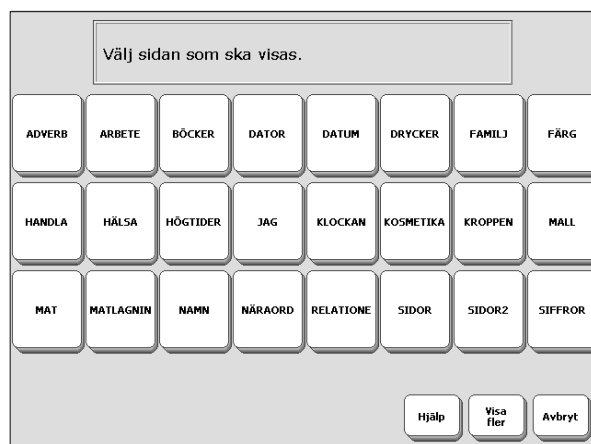 Välj sidan som ska visas.
ADVERB ARBETE BÖCKER DATOR DATUM DRYCKER FAMILJ FÄRG
HANDLA HÄLSA HÖGTIDER JAG KLOCKAN KOSMETIKA KROPPEN MALL
MAT MATLAGNIN NAMN NÄRAORD RELATIONE SIDOR SIDOR2 SIFFROR
Hjälp Visa fler Avbryt